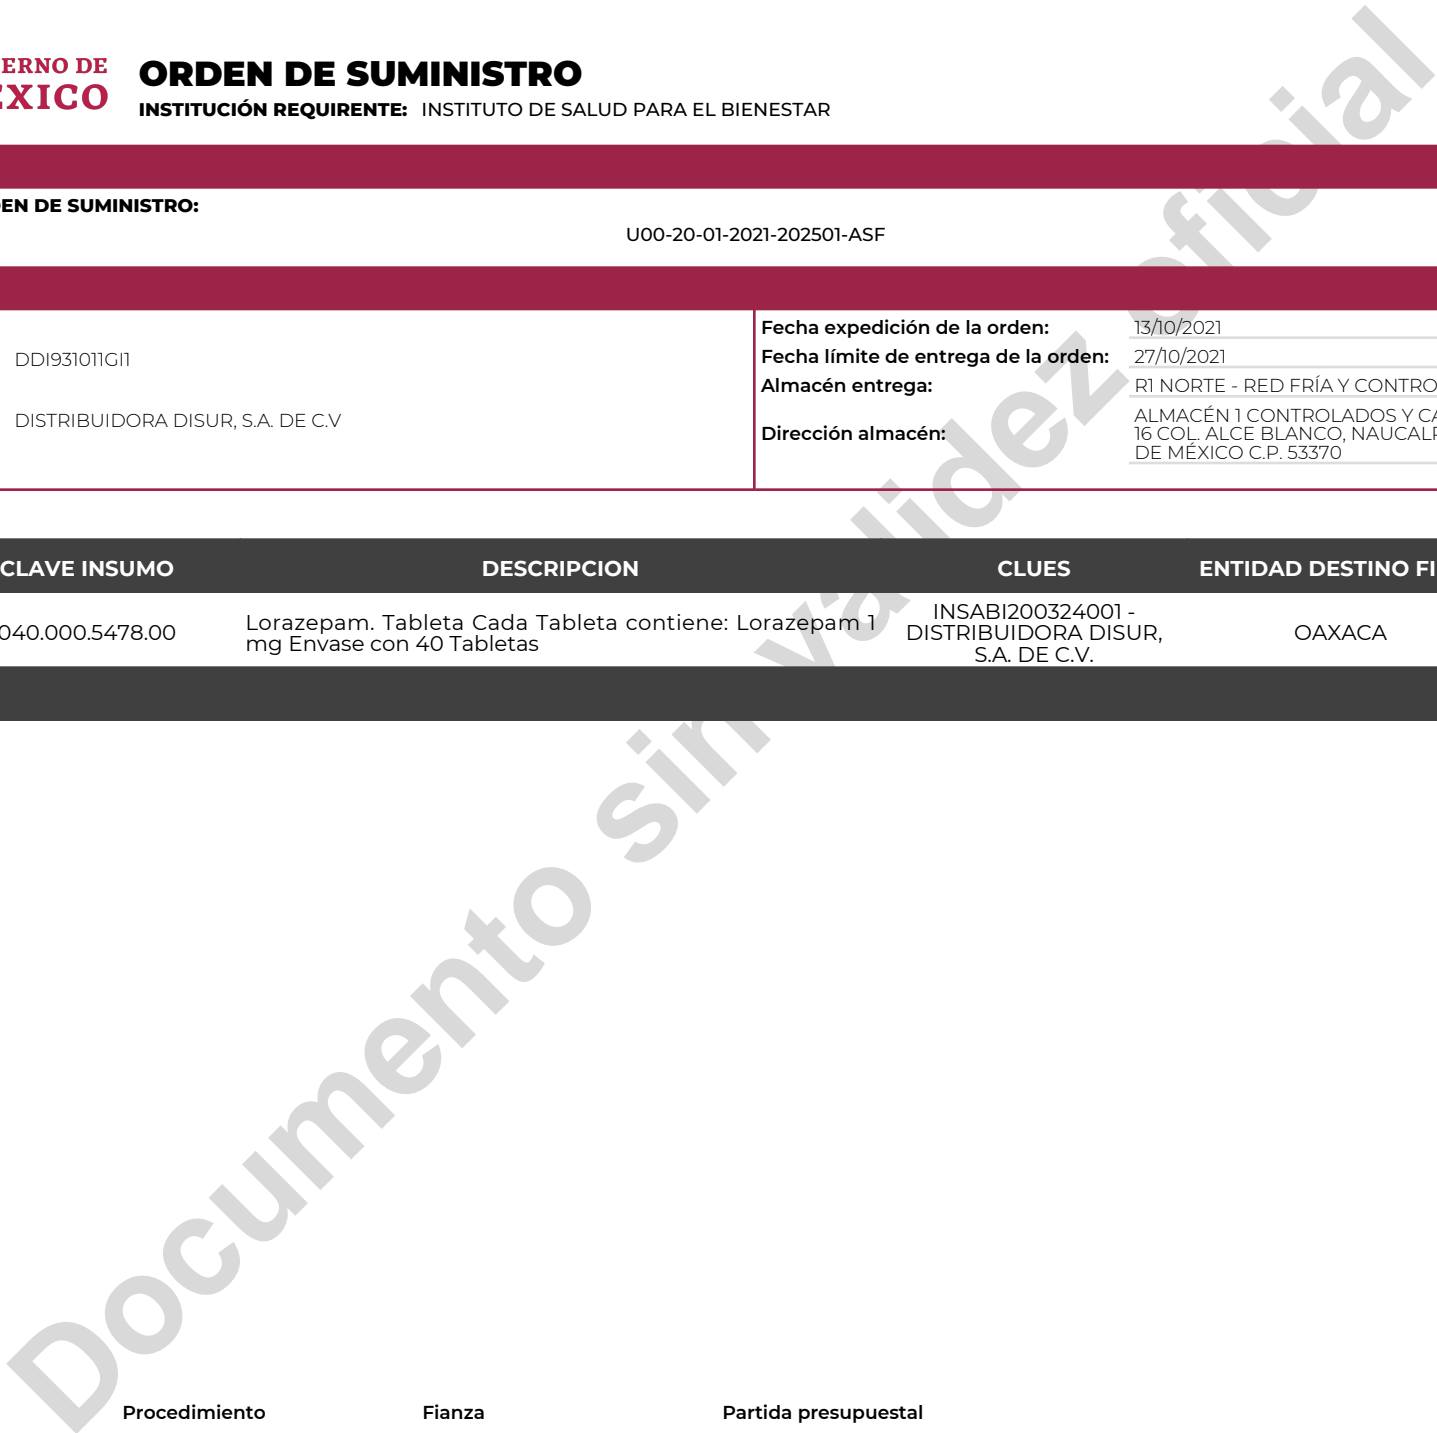 ERNO DE
ÉXICO
ORDEN DE SUMINISTRO
INSTITUCIÓN REQUIRENTE: INSTITUTO DE SALUD PARA EL BIENESTAR
EN DE SUMINISTRO:
U00-20-01-2021-202501-ASF
DDI931011GI1
DISTRIBUIDORA DISUR, S.A. DE C.V
Fecha expedición de la orden: 13/10/2021
Fecha límite de entrega de la orden: 27/10/2021
Almacén entrega: R1 NORTE - RED FRÍA Y CONTRO
Dirección almacén: ALMACÉN 1 CONTROLADOS Y CA
16 COL. ALCE BLANCO, NAUCALP
DE MÉXICO C.P. 53370
CLAVE INSUMO DESCRIPCION CLUES ENTIDAD DESTINO FI
040.000.5478.00
Lorazepam. Tableta Cada Tableta contiene: Lorazepam 1
mg Envase con 40 Tabletas
INSABI200324001 -
DISTRIBUIDORA DISUR,
S.A. DE C.V.
OAXACA
Documento sin validez oficial
Procedimiento Fianza Partida presupuestal